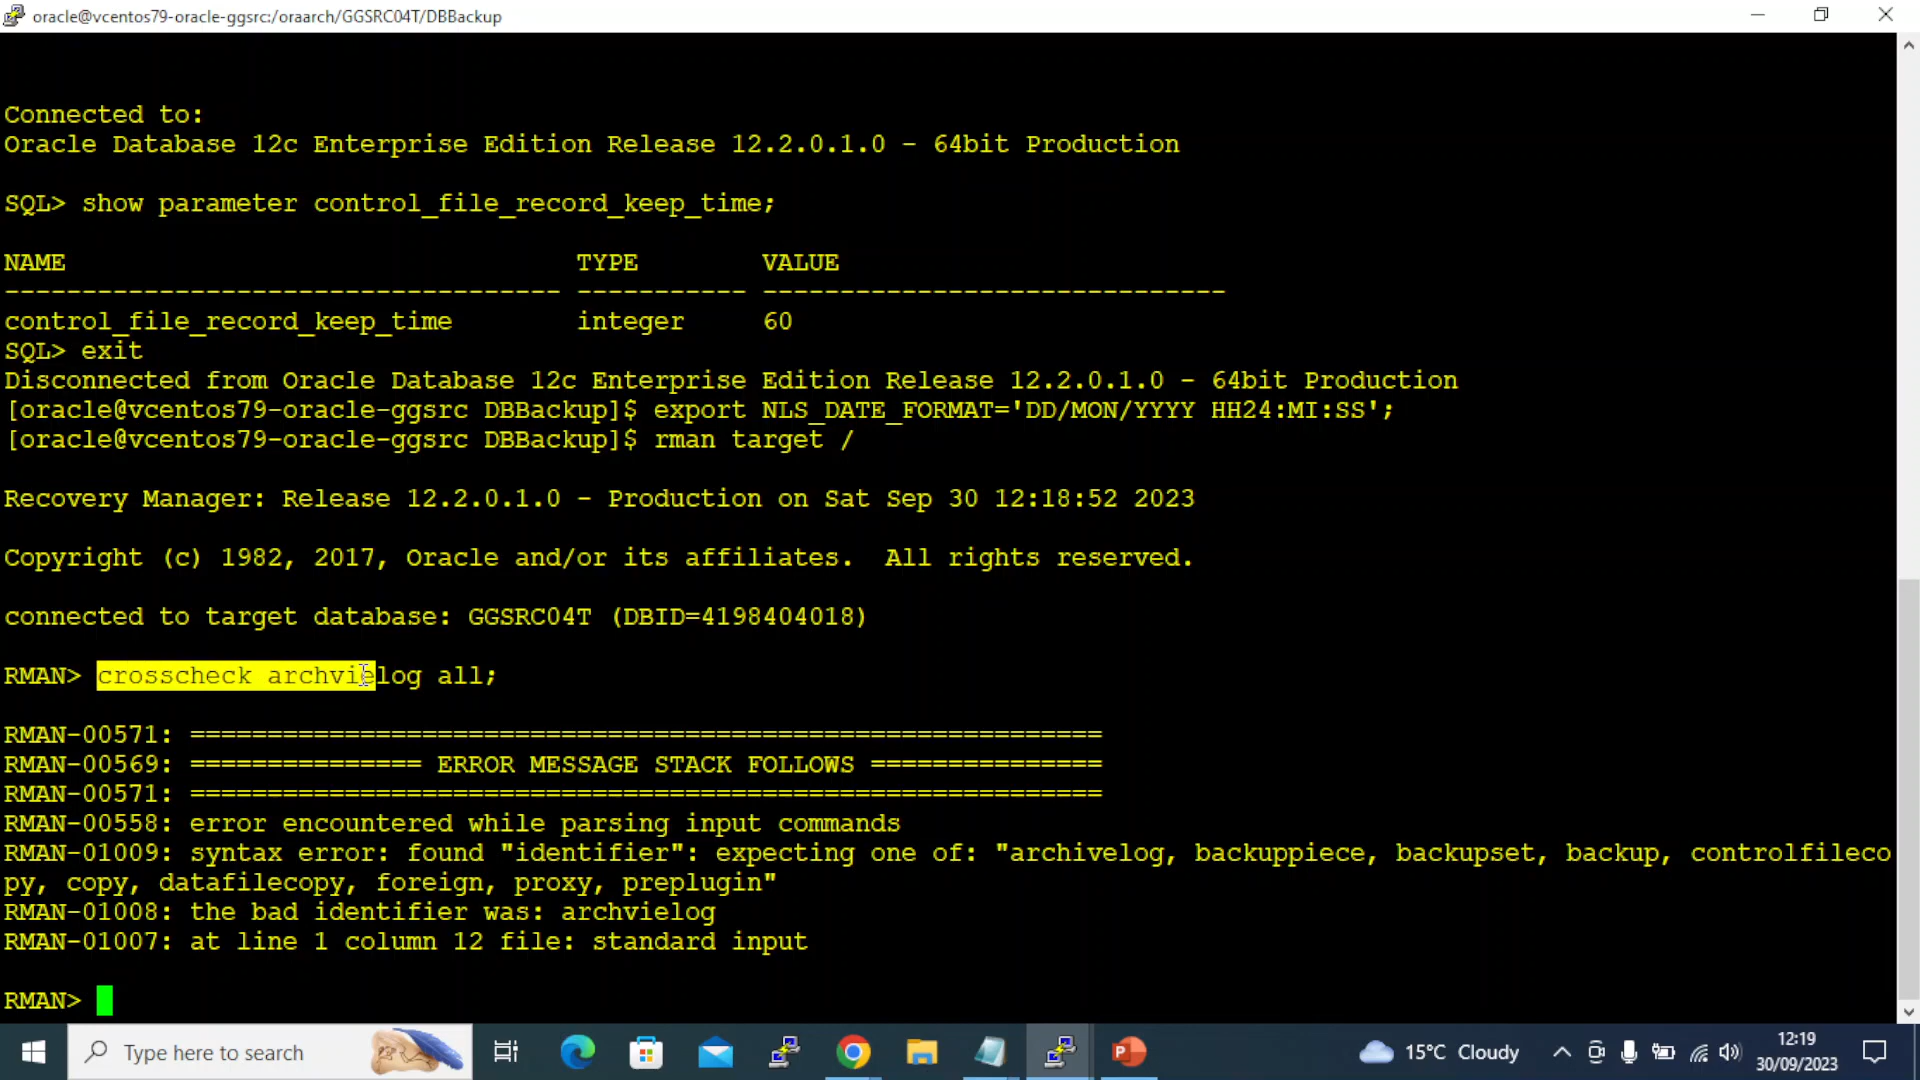 oracle@vcentos79-oracle-ggsrc:/oraarch/GGSRC04T/DBBackup
Connected to:
Oracle Database 12c Enterprise Edition Release 12.2.0.1.0 - 64bit Production
SQL> show parameter control_file_record_keep_time;
NAME                                 TYPE        VALUE
------------------------------------ ----------- ------------------------------
control_file_record_keep_time        integer     60
SQL> exit
Disconnected from Oracle Database 12c Enterprise Edition Release 12.2.0.1.0 - 64bit Production
[oracle@vcentos79-oracle-ggsrc DBBackup]$ export NLS_DATE_FORMAT='DD/MON/YYYY HH24:MI:SS';
[oracle@vcentos79-oracle-ggsrc DBBackup]$ rman target /
Recovery Manager: Release 12.2.0.1.0 - Production on Sat Sep 30 12:18:52 2023
Copyright (c) 1982, 2017, Oracle and/or its affiliates.  All rights reserved.
connected to target database: GGSRC04T (DBID=4198404018)
RMAN> crosscheck archvielog all;
RMAN-00571: ===========================================================
RMAN-00569: =============== ERROR MESSAGE STACK FOLLOWS ===============
RMAN-00571: ===========================================================
RMAN-00558: error encountered while parsing input commands
RMAN-01009: syntax error: found "identifier": expecting one of: "archivelog, backuppiece, backupset, backup, controlfileco
py, copy, datafilecopy, foreign, proxy, preplugin"
RMAN-01008: the bad identifier was: archvielog
RMAN-01007: at line 1 column 12 file: standard input
RMAN>
Type here to search
15°C Cloudy
12:19
30/09/2023